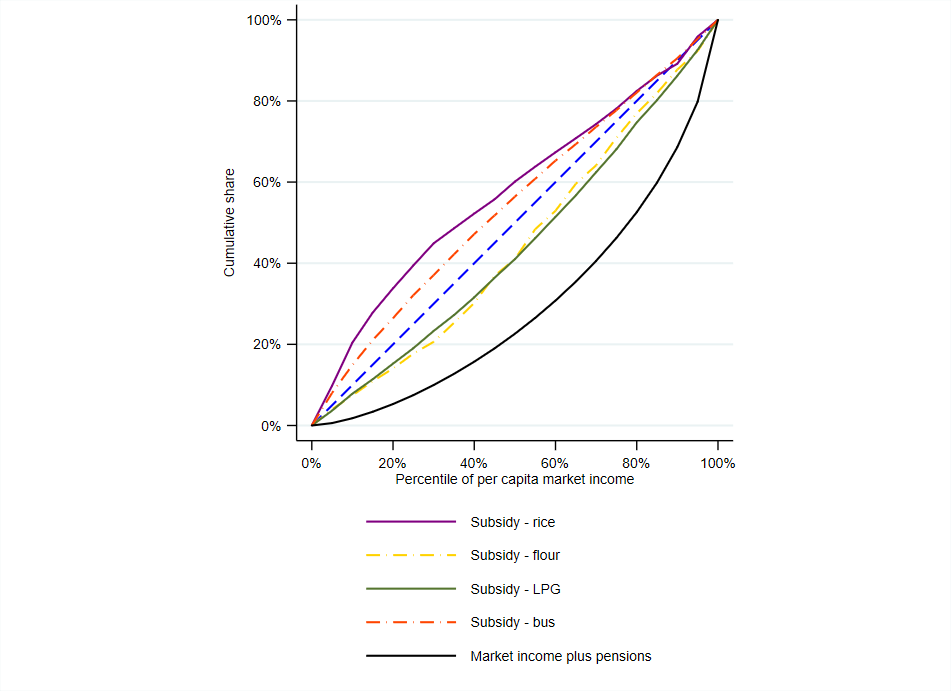 100%
80%
60%
40%
20%
0%
Cumulative share
0% 20% 40% 60% 80% 100%
Percentile of per capita market income
Subsidy - rice
Subsidy - flour
Subsidy - LPG
Subsidy - bus
Market income plus pensions